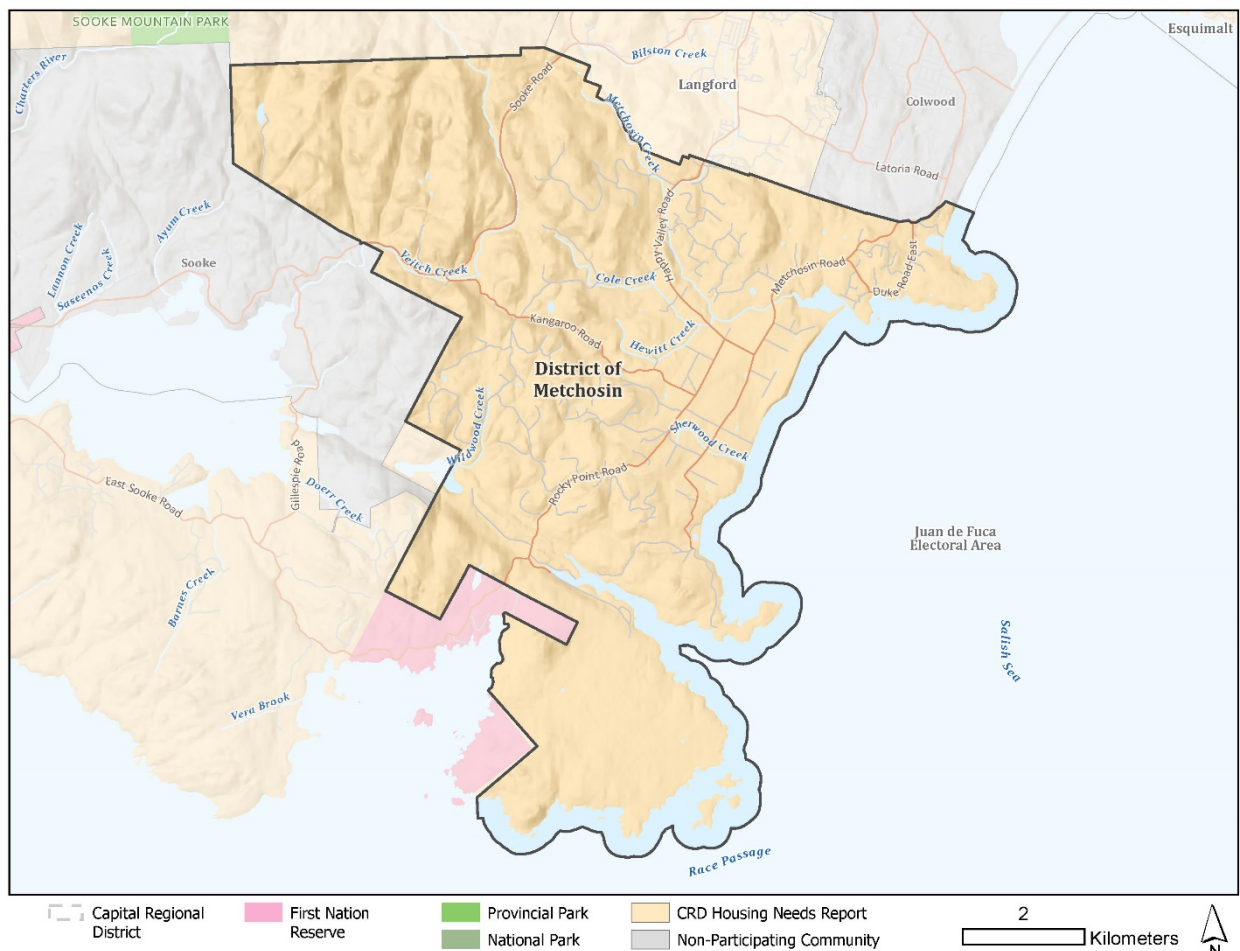 SOOKE MOUNTAIN PARK
Esquimalt
Charters River
Bilston Creek
Sooke Road
Langford
Colwood
Metchosin Creek
Latoria Road
Happy Valley Road
Ayum Creek
Lannon Creek
Saseenos Creek
Sooke
Veitch Creek
Cole Creek
Metchosin Road
Duke Road East
Kangaroo Road
Hewitt Creek
District of
Metchosin
Wildwood Creek
Sherwood Creek
Rocky Point Road
Gillespie Road
East Sooke Road
Doerr Creek
Juan de Fuca
Electoral Area
Barnes Creek
Salish Sea
Vera Brook
Race Passage
Capital Regional
District
First Nation
Reserve
Provincial Park
National Park
CRD Housing Needs Report
Non-Participating Community
2
Kilometers
N